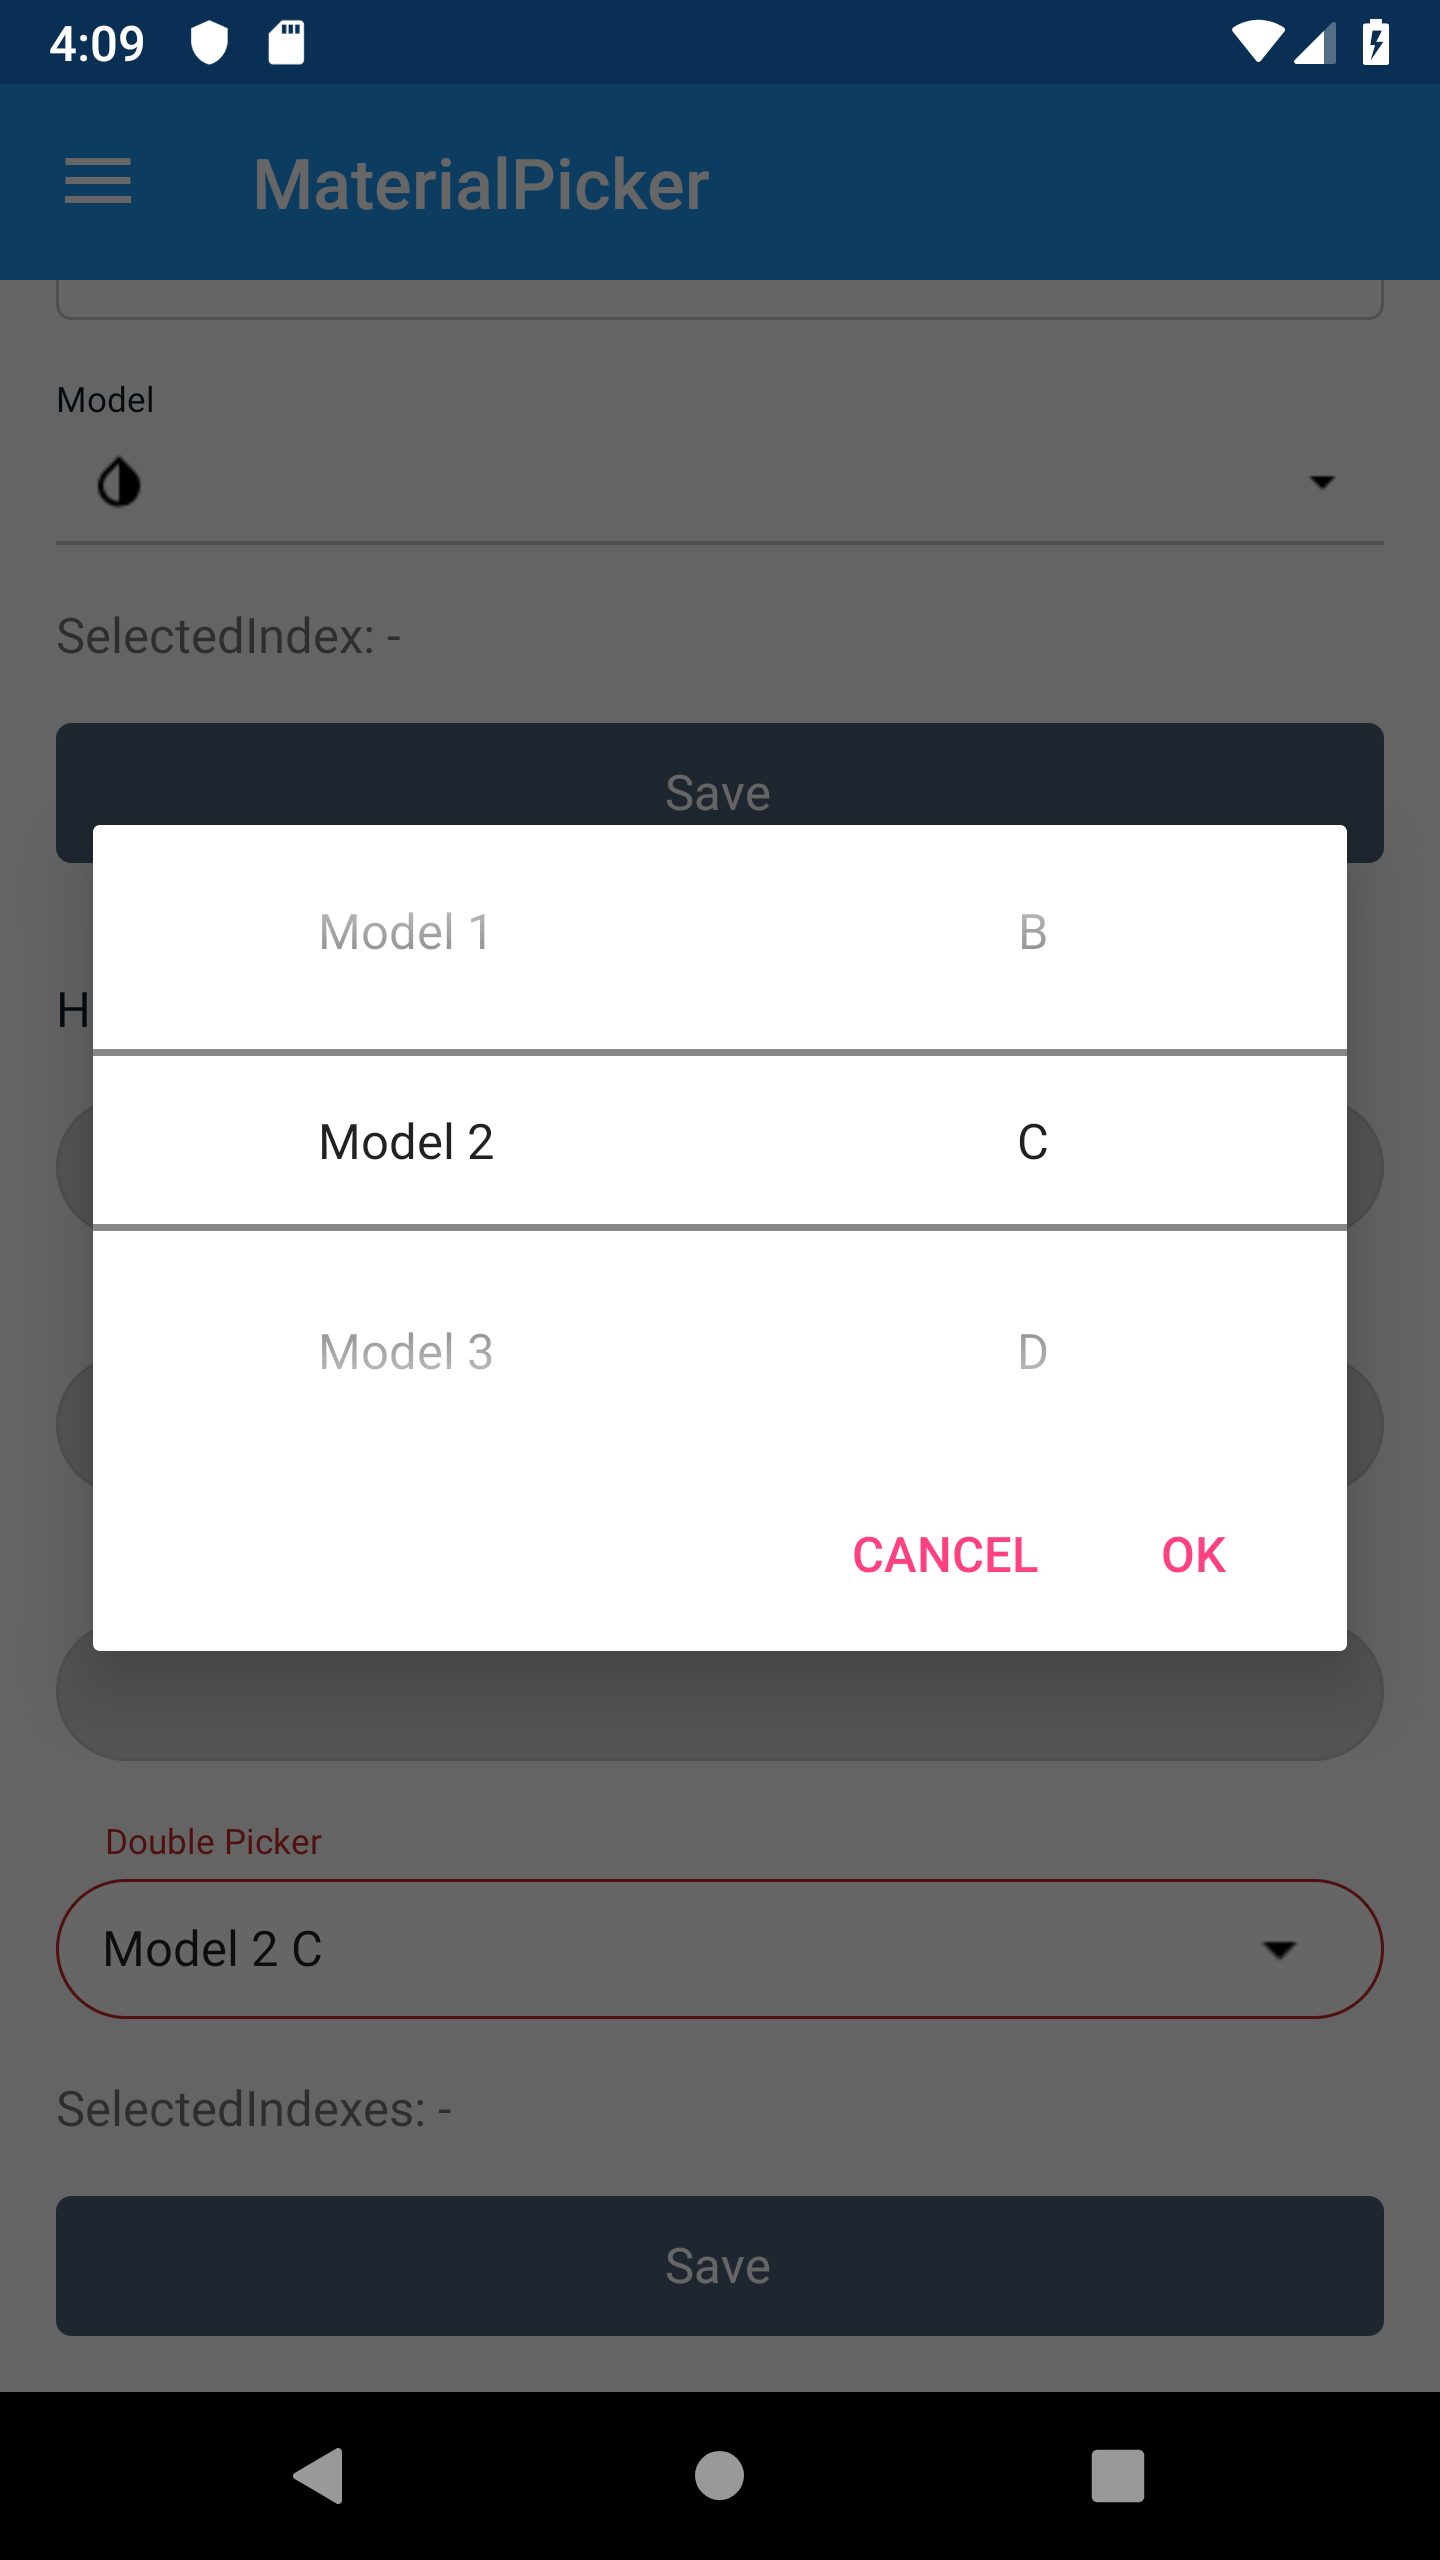 4:09
MaterialPicker
Model
SelectedIndex: -
Save
H
Model 1 B
Model 2 C
Model 3 D
CANCEL OK
Double Picker
Model 2 C
SelectedIndexes: -
Save